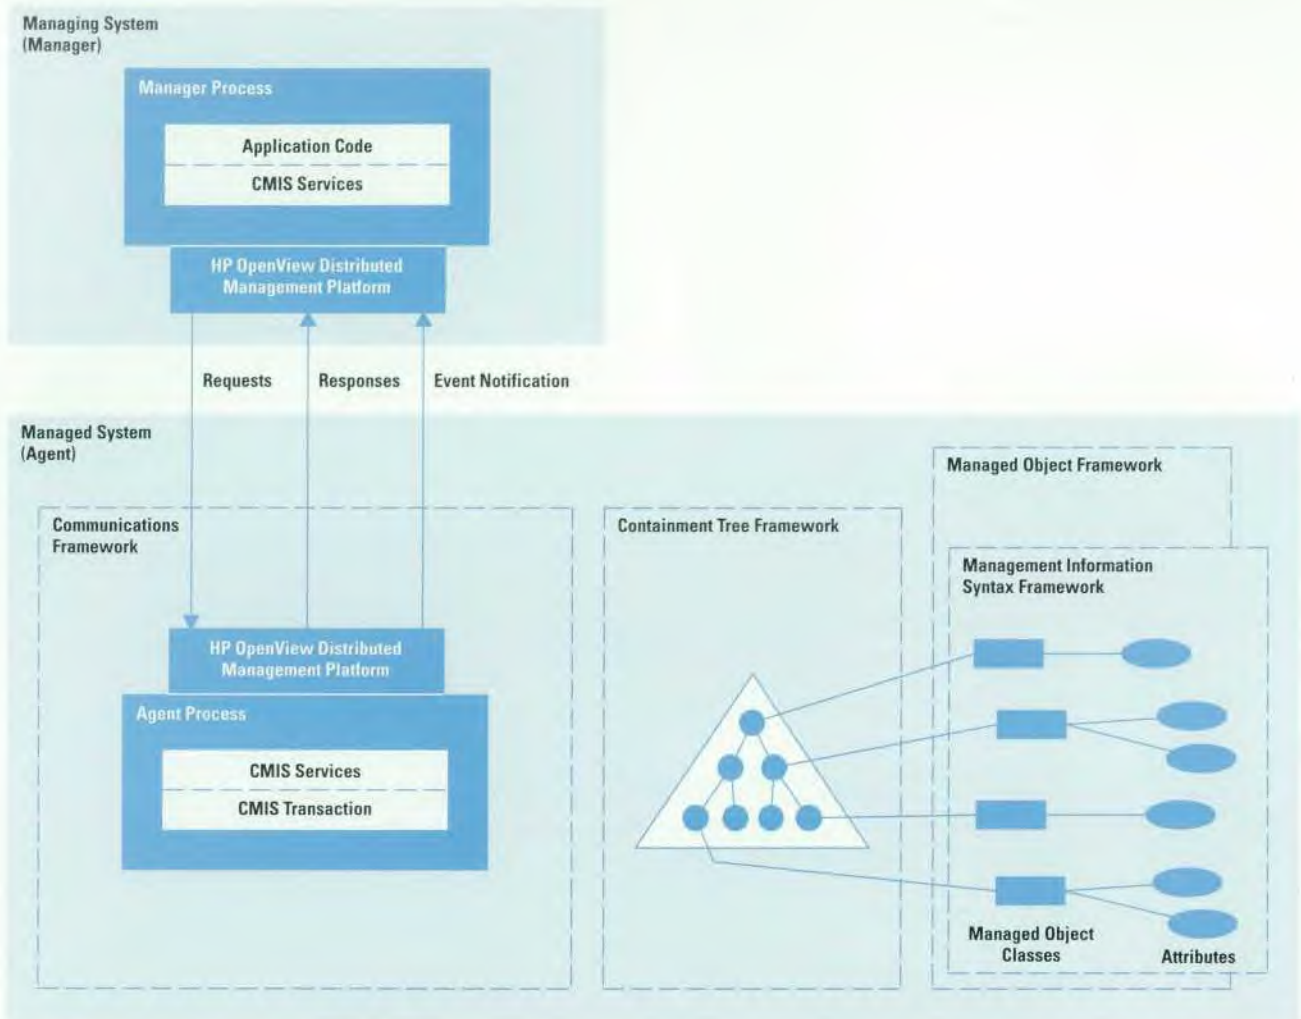 Managing System
(Manager)
Manager Process
Application Code
CMIS Services
HP OpenView Distributed
Management Platform
Requests
Responses
Event Notification
Managed System
(Agent)
Communications
Framework
HP OpenView Distributed
Management Platform
Agent Process
CMIS Services
CMIS Transaction
Containment Tree Framework
Managed Object Framework
Management Information
Syntax Framework
Managed Object
Classes
Attributes